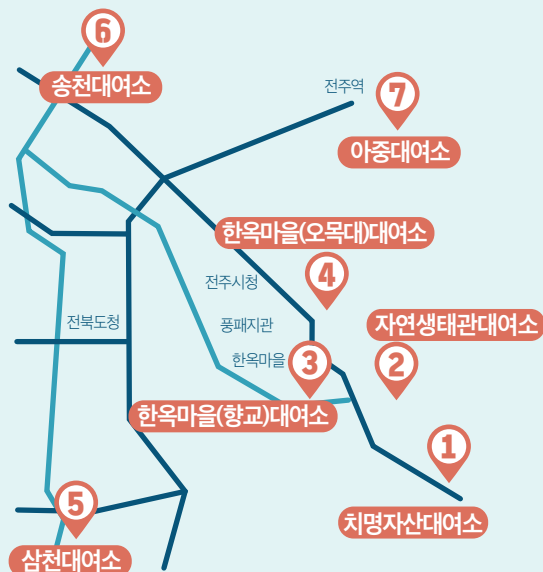 6
송천대여소
전주역
7
아중대여소
한옥마을(오목대)대여소
전주시청
4
풍패지관
전북도청
자연생태관대여소
한옥마을
3
2
한옥마을(향교)대여소
1
5
치명자산대여소
삼천대여소